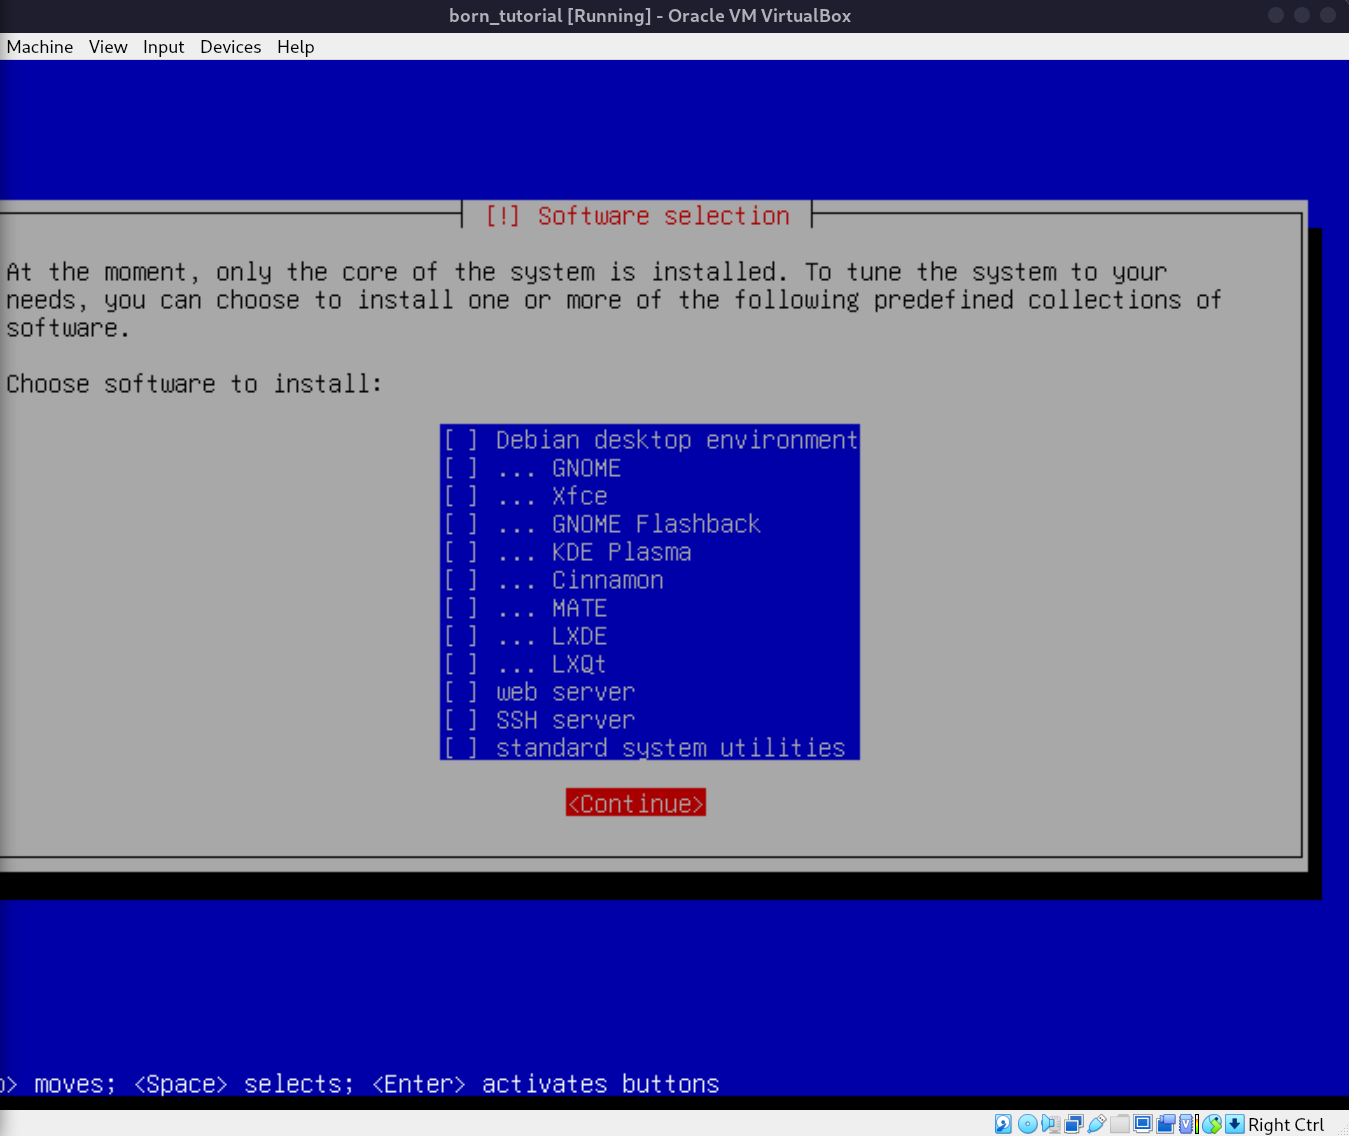 born_tutorial [Running] - Oracle VM VirtualBox
Machine View Input Devices Help
[!] Software selection
At the moment, only the core of the system is installed. To tune the system to your
needs, you can choose to install one or more of the following predefined collections of
software.
Choose software to install:
[ ] Debian desktop environment
[ ] ... GNOME
[ ] ... Xfce
[ ] ... GNOME Flashback
[ ] ... KDE Plasma
[ ] ... Cinnamon
[ ] ... MATE
[ ] ... LXDE
[ ] ... LXQt
[ ] web server
[ ] SSH server
[ ] standard system utilities
<Continue>
> moves; <Space> selects; <Enter> activates buttons
Right Ctrl